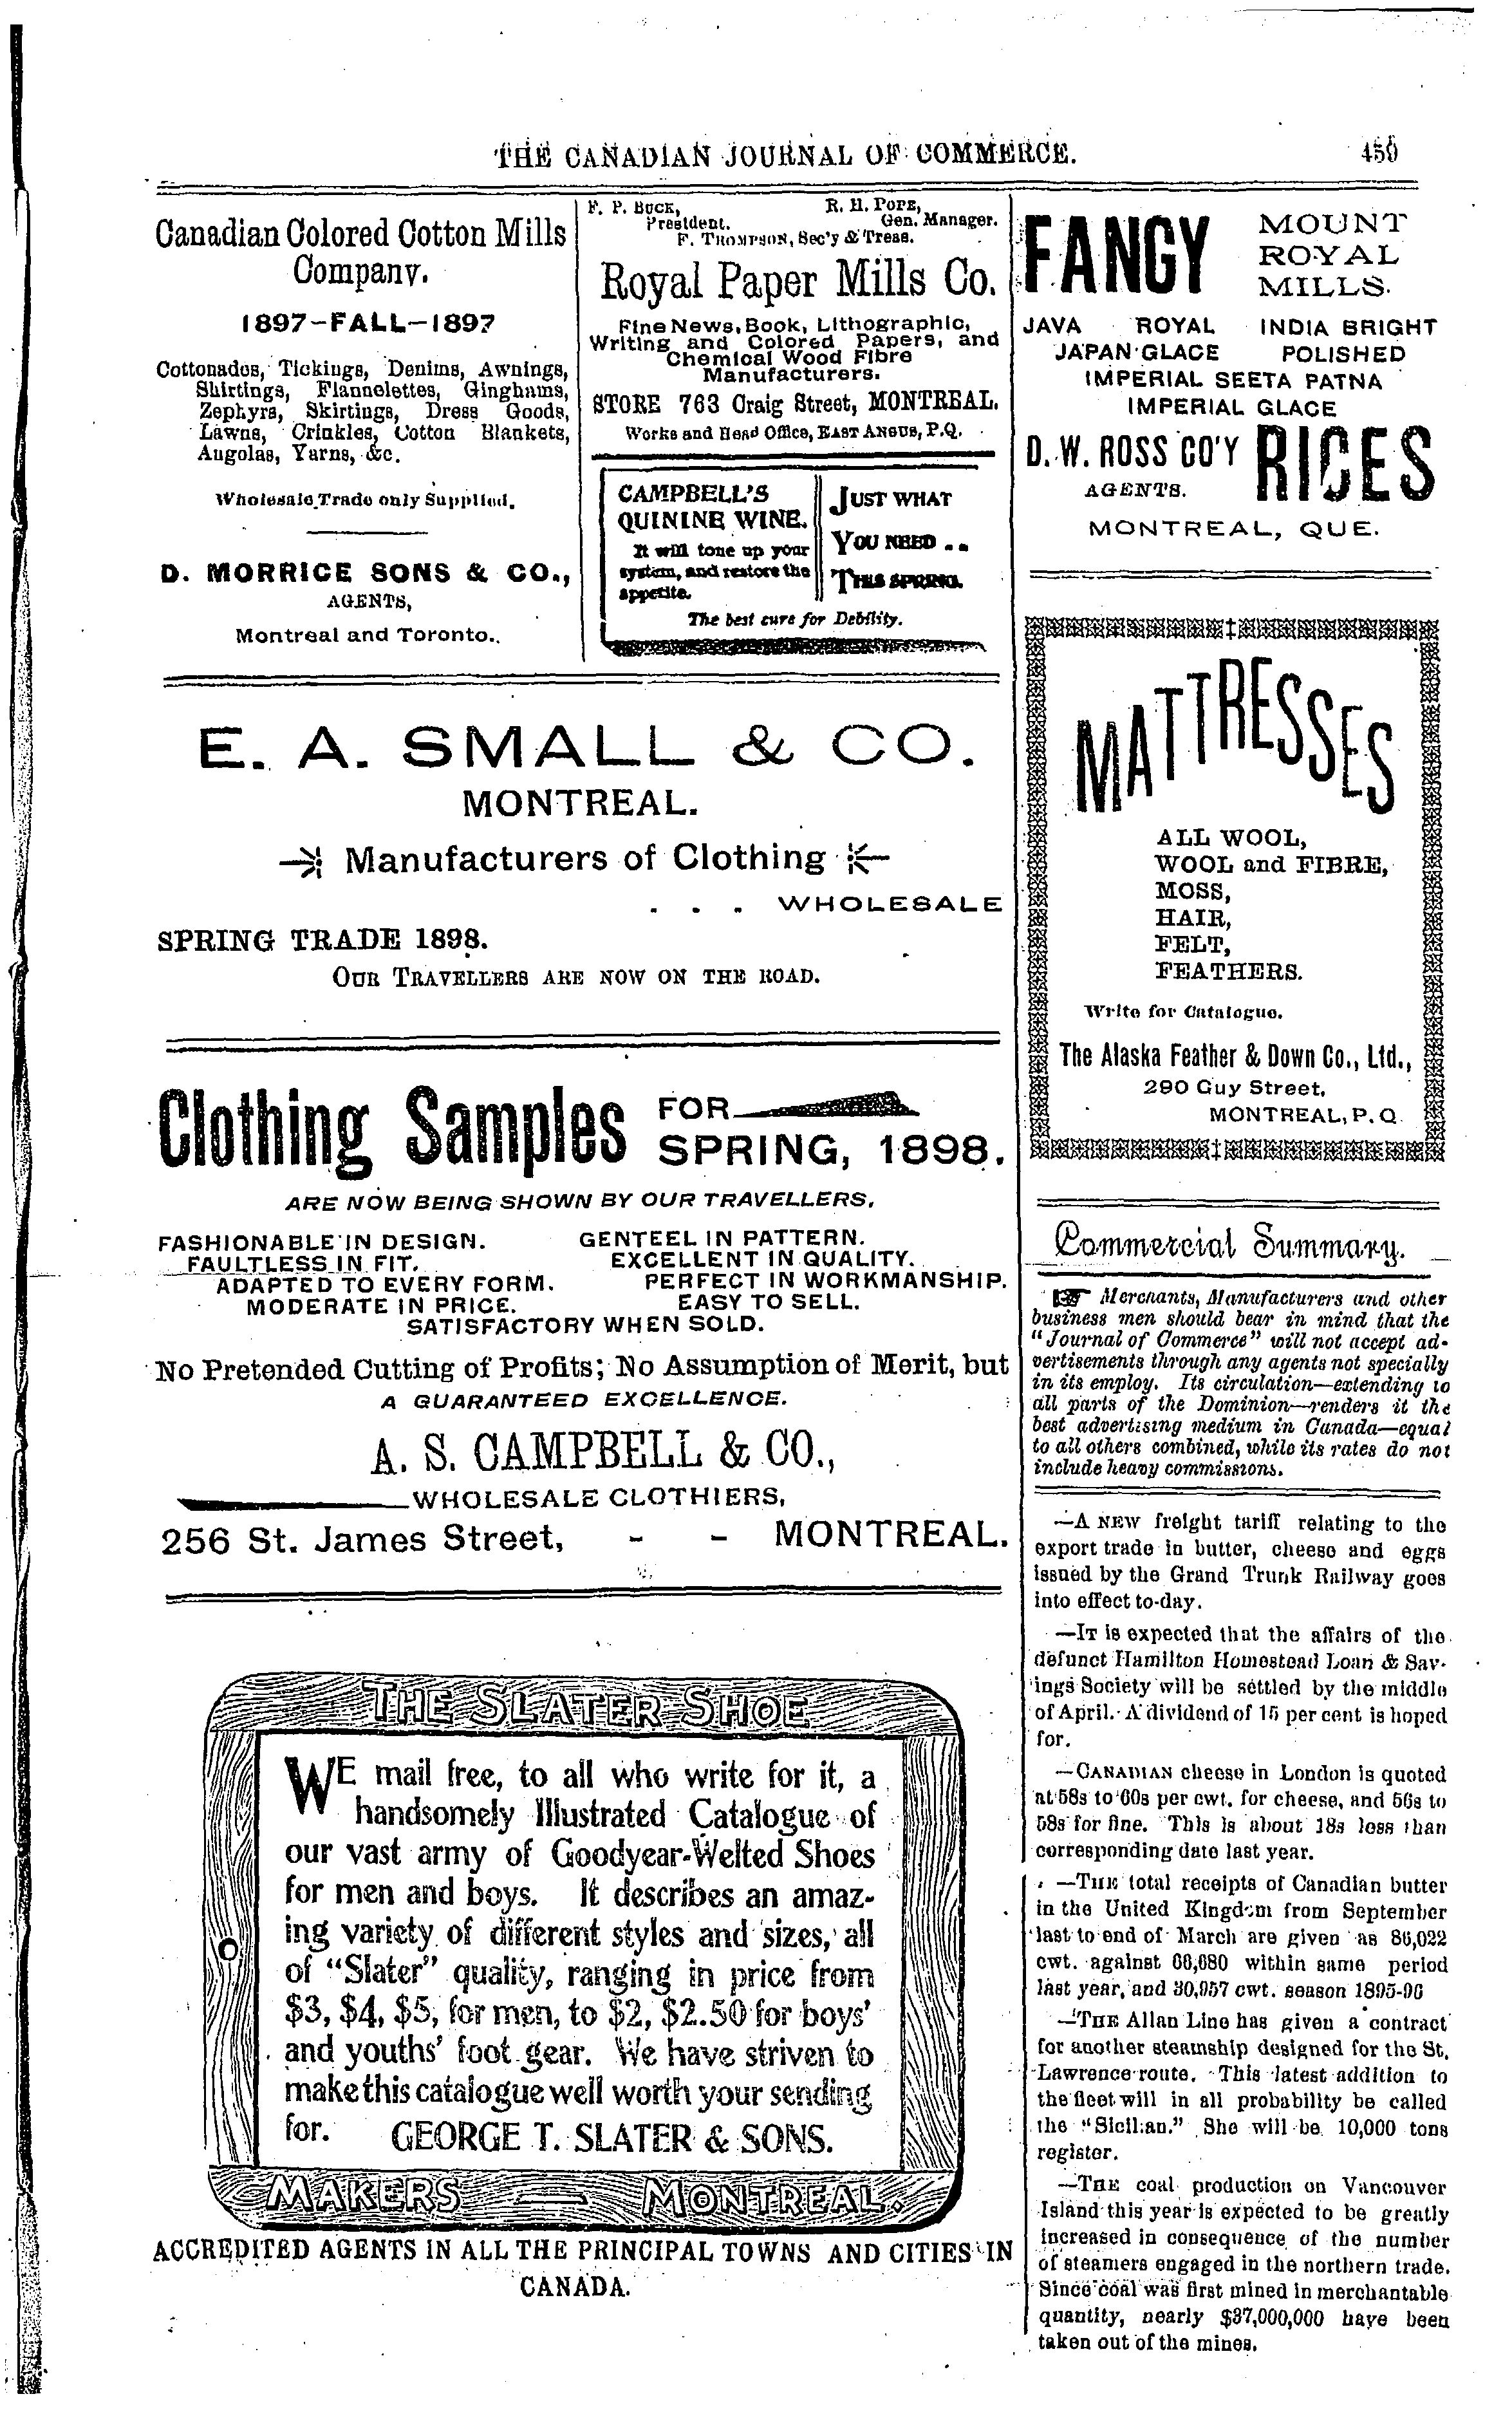 THE CANADIAN JOURNAL OF COMMERCE. 459
Canadian Colored Cotton Mills
Company.
1897-FALL-1897
Cottonades, Tickings, Denims, Awnings,
Shirtings, Flannelettes, Ginghams,
Zephyrs, Skirtings, Dress Goods,
Lawns, Crinkles, Cotton Blankets,
Angolas, Yarns, &c.
Wholesale Trade only Supplied.
D. MORRICE SONS & CO.,
AGENTS,
Montreal and Toronto.
F. P. BUCK,
President.
R. H. POPE,
Gen. Manager.
F. THOMPSON, Sec'y & Treas.
Royal Paper Mills Co.
Fine News, Book, Lithographic,
Writing and Colored Papers, and
Chemical Wood Fibre
Manufacturers.
STORE 763 Craig Street, MONTREAL.
Works and Head Office, EAST ANGUS, P.Q.
CAMPBELL'S
QUININE WINE.
It will tone up your
system, and restore the
appetite.
JUST WHAT
YOU NEED ..
THIS SPRING.
The best cure for Debility.
E. A. SMALL & CO.
MONTREAL.
Manufacturers of Clothing
. . . WHOLESALE
SPRING TRADE 1898.
OUR TRAVELLERS ARE NOW ON THE ROAD.
Clothing Samples FOR
SPRING, 1898.
ARE NOW BEING SHOWN BY OUR TRAVELLERS.
FASHIONABLE IN DESIGN. GENTEEL IN PATTERN.
FAULTLESS IN FIT. EXCELLENT IN QUALITY.
ADAPTED TO EVERY FORM. PERFECT IN WORKMANSHIP.
MODERATE IN PRICE. EASY TO SELL.
SATISFACTORY WHEN SOLD.
No Pretended Cutting of Profits; No Assumption of Merit, but
A GUARANTEED EXCELLENCE.
A. S. CAMPBELL & CO.,
WHOLESALE CLOTHIERS,
256 St. James Street, - - MONTREAL.
THE SLATER SHOE
WE mail free, to all who write for it, a
handsomely Illustrated Catalogue of
our vast army of Goodyear-Welted Shoes
for men and boys. It describes an amaz-
ing variety of different styles and sizes, all
of "Slater" quality, ranging in price from
$3, $4, $5, for men, to $2, $2.50 for boys'
and youths' foot gear. We have striven to
make this catalogue well worth your sending
for. GEORGE T. SLATER & SONS.
MAKERS — MONTREAL.
ACCREDITED AGENTS IN ALL THE PRINCIPAL TOWNS AND CITIES IN
CANADA.
FANCY MOUNT
ROYAL
MILLS.
JAVA ROYAL INDIA BRIGHT
JAPAN GLACE POLISHED
IMPERIAL SEETA PATNA
IMPERIAL GLACE
D. W. ROSS CO'Y RICES
AGENTS.
MONTREAL, QUE.
MATTRESSES
ALL WOOL,
WOOL and FIBRE,
MOSS,
HAIR,
FELT,
FEATHERS.
Write for Catalogue.
The Alaska Feather & Down Co., Ltd.,
290 Guy Street,
MONTREAL, P. Q.
Commercial Summary.
☞ Merchants, Manufacturers and other
business men should bear in mind that the
"Journal of Commerce" will not accept ad-
vertisements through any agents not specially
in its employ. Its circulation—extending to
all parts of the Dominion—renders it the
best advertising medium in Canada—equal
to all others combined, while its rates do not
include heavy commissions.
—A NEW freight tariff relating to the
export trade in butter, cheese and eggs
issued by the Grand Trunk Railway goes
into effect to-day.
—IT is expected that the affairs of the
defunct Hamilton Homestead Loan & Sav-
ings Society will be settled by the middle
of April. A dividend of 15 per cent is hoped
for.
—CANADIAN cheese in London is quoted
at 58s to 60s per cwt. for cheese, and 56s to
58s for fine. This is about 18s less than
corresponding date last year.
—THE total receipts of Canadian butter
in the United Kingdom from September
last to end of March are given as 86,022
cwt. against 66,680 within same period
last year, and 30,957 cwt. season 1895-96
—THE Allan Line has given a contract
for another steamship designed for the St.
Lawrence route. This latest addition to
the fleet will in all probability be called
the "Sicilian." She will be 10,000 tons
register.
—THE coal production on Vancouver
Island this year is expected to be greatly
increased in consequence of the number
of steamers engaged in the northern trade.
Since coal was first mined in merchantable
quantity, nearly $37,000,000 have been
taken out of the mines.